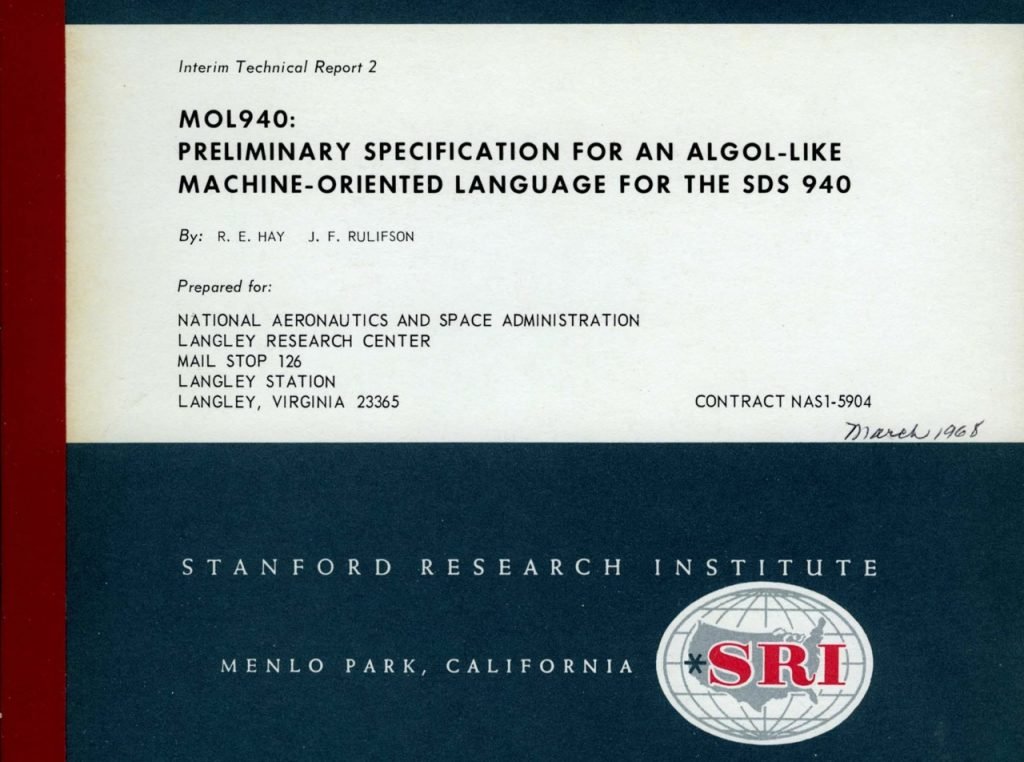 Interim Technical Report 2
MOL940:
PRELIMINARY SPECIFICATION FOR AN ALGOL-LIKE
MACHINE-ORIENTED LANGUAGE FOR THE SDS 940
By: R. E. HAY J. F. RULIFSON
Prepared for:
NATIONAL AERONAUTICS AND SPACE ADMINISTRATION
LANGLEY RESEARCH CENTER
MAIL STOP 126
LANGLEY STATION
LANGLEY, VIRGINIA 23365 CONTRACT NAS1-5904
March 1968
STANFORD RESEARCH INSTITUTE
MENLO PARK, CALIFORNIA
*SRI